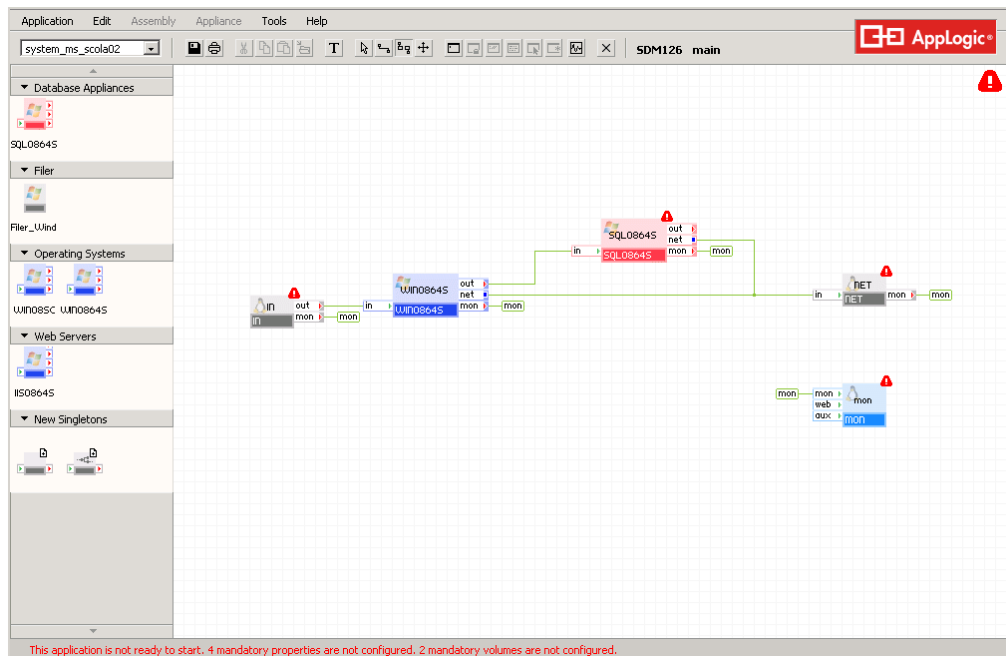 Application Edit Assembly Appliance Tools Help
system_ms_scola02 T SDM126 main AppLogic
Database Appliances
SQL0864S
Filer
Filer_Wind
Operating Systems
WIN08SC WIN0864S
Web Servers
IIS0864S
New Singletons
SQL0864S out
net
in SQL0864S mon mon
WIN0864S out
net
in WIN0864S mon mon
IN out
IN mon mon
NET
in NET mon mon
mon mon mon
web
aux mon
This application is not ready to start. 4 mandatory properties are not configured. 2 mandatory volumes are not configured.